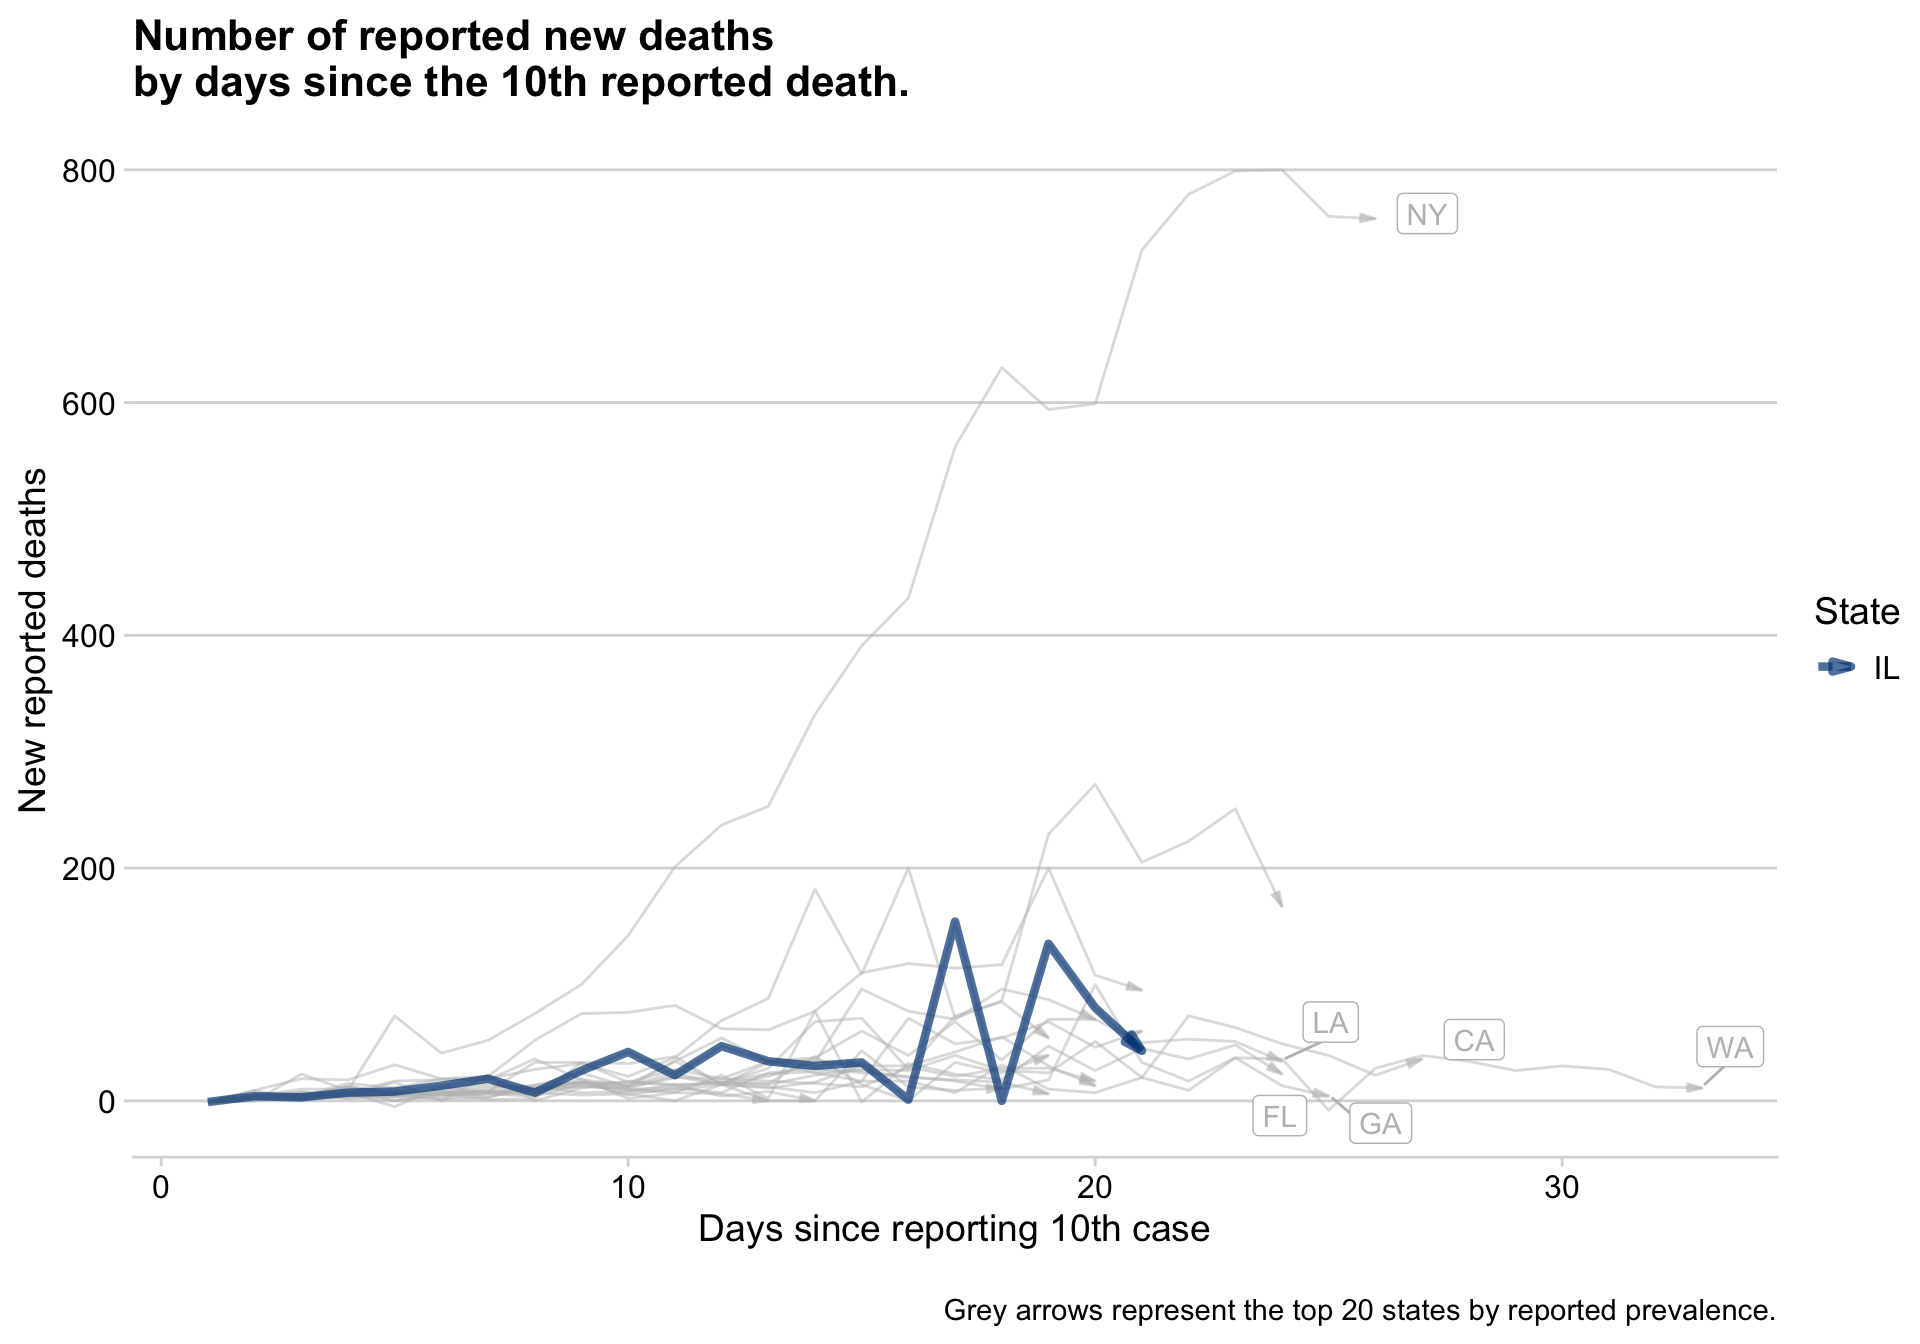 Number of reported new deaths
by days since the 10th reported death.
800
600
400
200
0
New reported deaths
NY
LA
CA
WA
FL
GA
State
IL
0
10
20
30
Days since reporting 10th case
Grey arrows represent the top 20 states by reported prevalence.